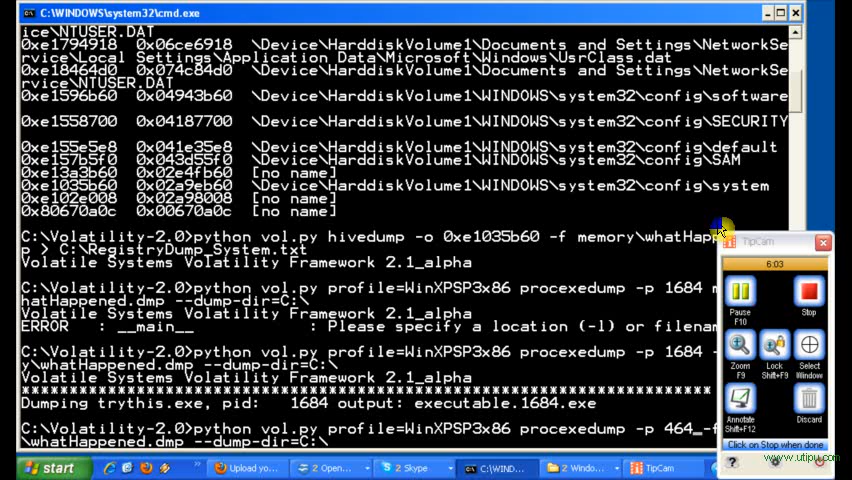 C:\WINDOWS\system32\cmd.exe
ice\NTUSER.DAT
0xe1794918 0x06ce6918 \Device\HarddiskVolume1\Documents and Settings\NetworkSe
rvice\Local Settings\Application Data\Microsoft\Windows\UsrClass.dat
0xe18464d0 0x074c84d0 \Device\HarddiskVolume1\Documents and Settings\NetworkSe
rvice\NTUSER.DAT
0xe1596b60 0x04943b60 \Device\HarddiskVolume1\WINDOWS\system32\config\software
0xe1558700 0x04187700 \Device\HarddiskVolume1\WINDOWS\system32\config\SECURITY
0xe155e5e8 0x041e35e8 \Device\HarddiskVolume1\WINDOWS\system32\config\default
0xe157b5f0 0x043d55f0 \Device\HarddiskVolume1\WINDOWS\system32\config\SAM
0xe13a3b60 0x02e4fb60 [no name]
0xe1035b60 0x02a9eb60 \Device\HarddiskVolume1\WINDOWS\system32\config\system
0xe102e008 0x02a98008 [no name]
0x80670a0c 0x00670a0c [no name]
C:\Volatility-2.0>python vol.py hivedump -o 0xe1035b60 -f memory\whatHapp
p > C:\RegistryDump_System.txt
Volatile Systems Volatility Framework 2.1_alpha
C:\Volatility-2.0>python vol.py profile=WinXPSP3x86 procexedump -p 1684 m
hatHappened.dmp --dump-dir=C:\
Volatile Systems Volatility Framework 2.1_alpha
ERROR : __main__ : Please specify a location (-l) or filenam
C:\Volatility-2.0>python vol.py profile=WinXPSP3x86 procexedump -p 1684 -
y\whatHappened.dmp --dump-dir=C:\
Volatile Systems Volatility Framework 2.1_alpha
************************************************************************
Dumping trythis.exe, pid: 1684 output: executable.1684.exe
C:\Volatility-2.0>python vol.py profile=WinXPSP3x86 procexedump -p 464_-f
\whatHappened.dmp --dump-dir=C:\
TipCam
6:03
Pause
F10
Stop
Zoom
F9
Lock
Shift+F9
Select
Window
Annotate
Shift+F12
Discard
Click on Stop when done
www.utipu.com
start
Upload yo...
2 Open...
2 Skype
C:\WIND...
2 Windo...
TipCam